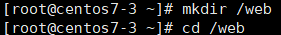 [root@centos7-3 ~]# mkdir /web
[root@centos7-3 ~]# cd /web